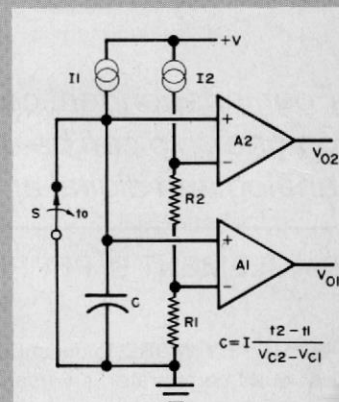 +V
I1
I2
+
A2
−
VO2
S
to
R2
+
A1
−
VO1
C
R1
C = I t2 − t1 / VC2 − VC1